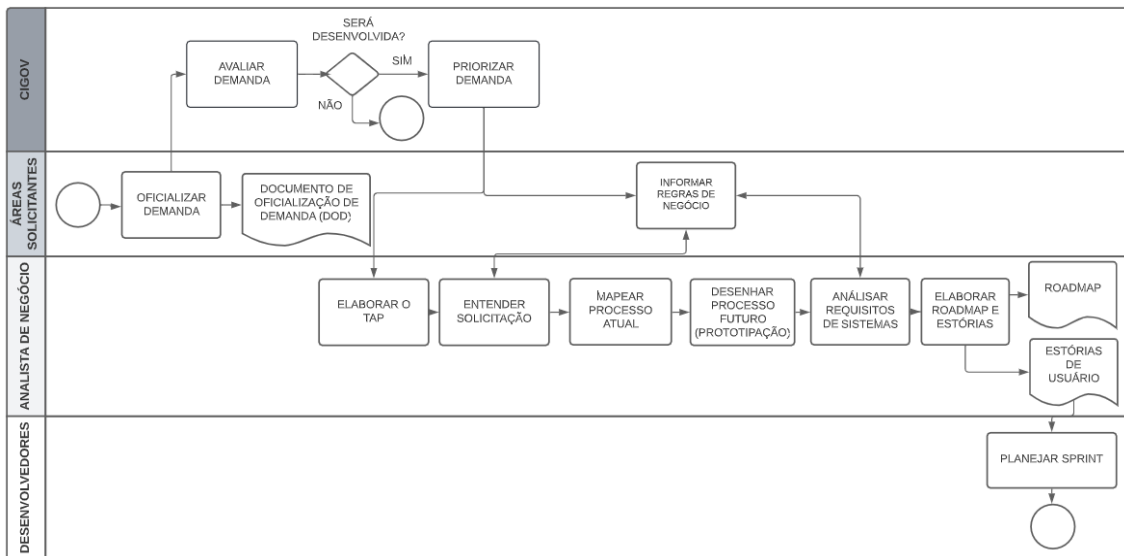 CIGOV
SERÁ
DESENVOLVIDA?
AVALIAR
DEMANDA
SIM
NÃO
PRIORIZAR
DEMANDA
ÁREAS
SOLICITANTES
OFICIALIZAR
DEMANDA
DOCUMENTO DE
OFICIALIZAÇÃO DE
DEMANDA (DOD)
INFORMAR
REGRAS DE
NEGÓCIO
ANALISTA DE NEGÓCIO
ELABORAR O
TAP
ENTENDER
SOLICITAÇÃO
MAPEAR
PROCESSO
ATUAL
DESENHAR
PROCESSO
FUTURO
(PROTOTIPAÇÃO)
ANÁLISAR
REQUISITOS
DE SISTEMAS
ELABORAR
ROADMAP E
ESTÓRIAS
ROADMAP
ESTÓRIAS
DE
USUÁRIO
DESENVOLVEDORES
PLANEJAR SPRINT